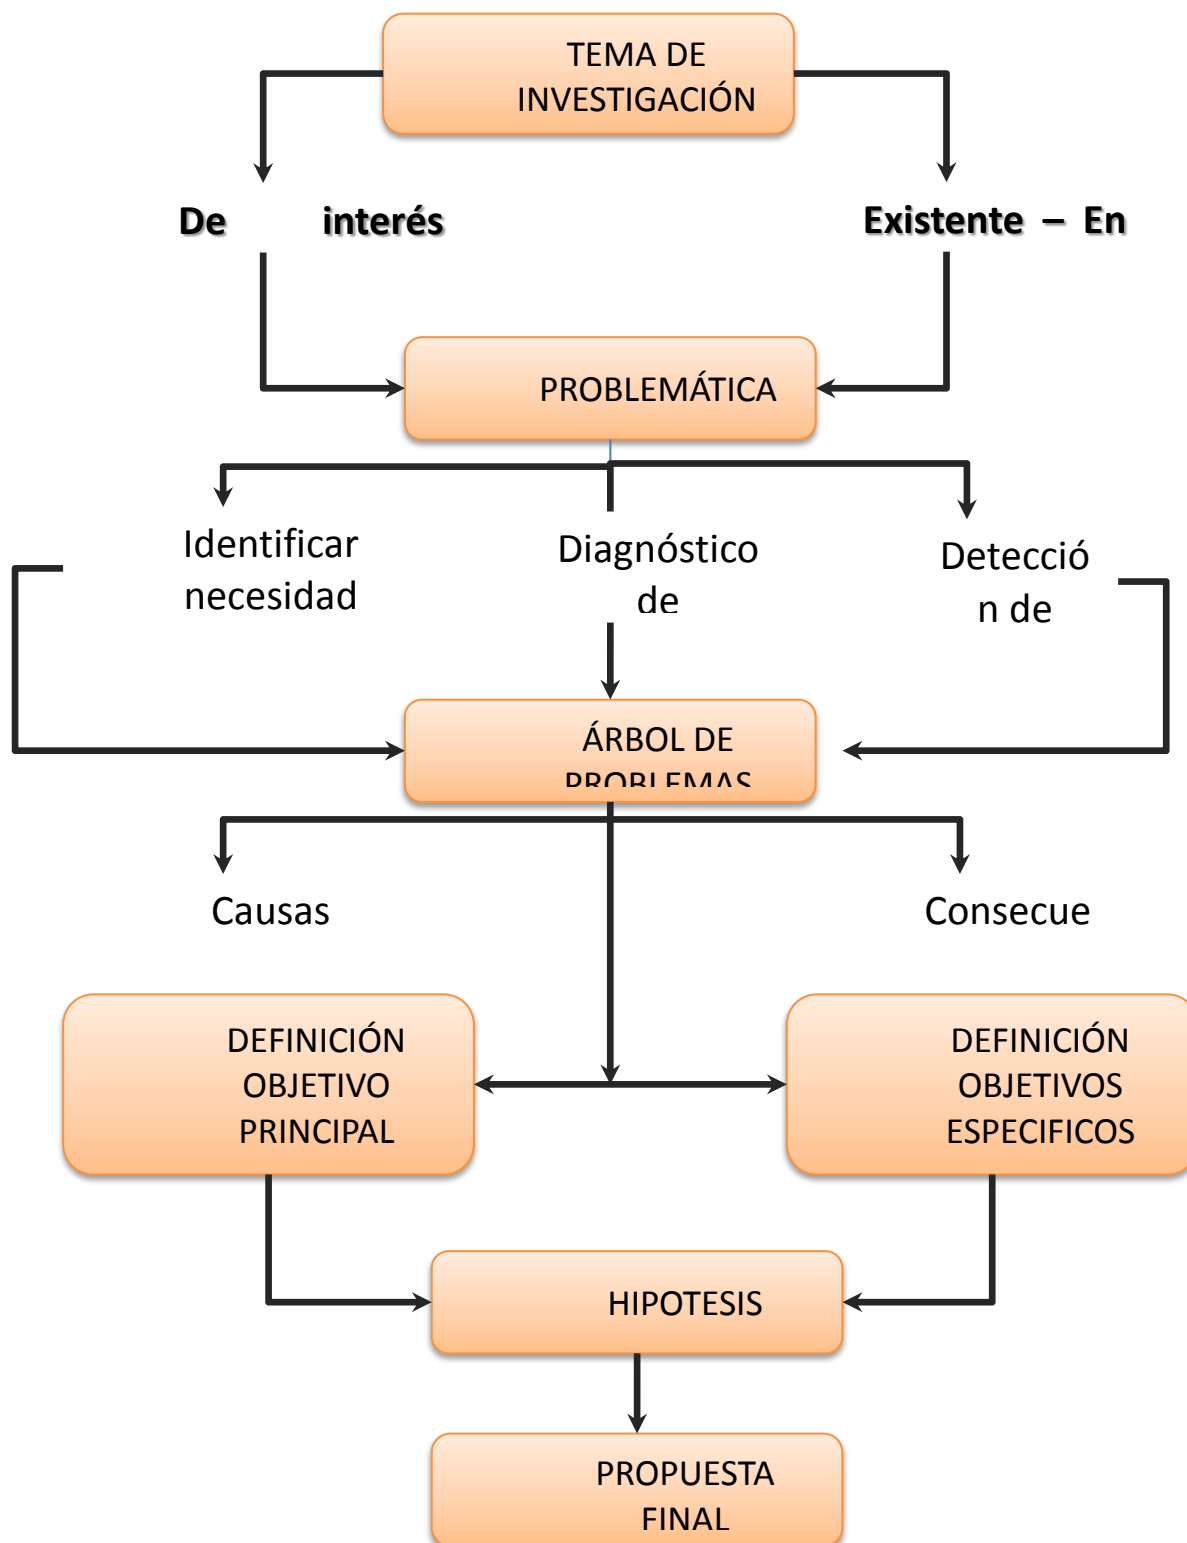 TEMA DE
INVESTIGACIÓN
De interés
Existente – En
PROBLEMÁTICA
Identificar
necesidad
Diagnóstico
de
Detecció
n de
ÁRBOL DE
PROBLEMAS
Causas
Consecue
DEFINICIÓN
OBJETIVO
PRINCIPAL
DEFINICIÓN
OBJETIVOS
ESPECIFICOS
HIPOTESIS
PROPUESTA
FINAL